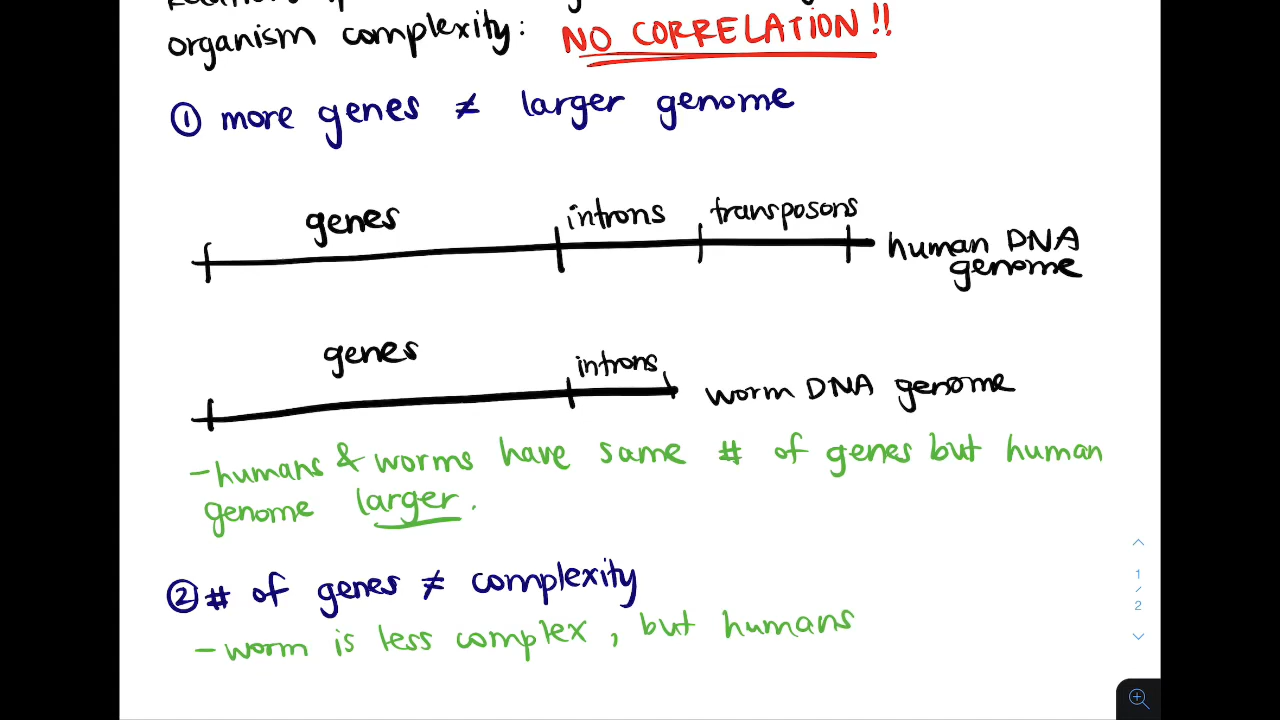 organism complexity: NO CORRELATION!!
① more genes ≠ larger genome
genes introns transposons
human DNA
genome
genes introns
worm DNA genome
- humans & worms have same # of genes but human
genome larger.
② # of genes ≠ complexity
- worm is less complex, but humans
1
/
2